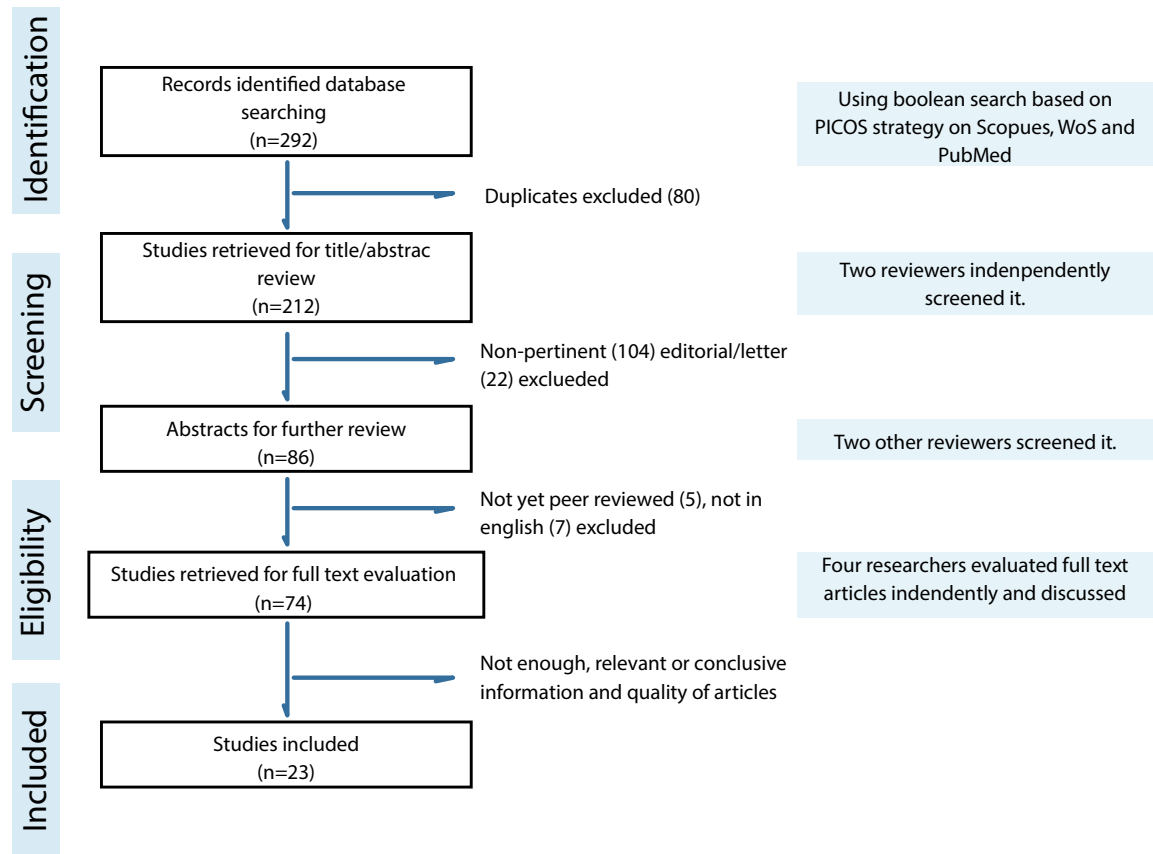 Identification
Records identified database
searching
(n=292)
Using boolean search based on
PICOS strategy on Scopues, WoS and
PubMed
Duplicates excluded (80)
Screening
Studies retrieved for title/abstrac
review
(n=212)
Two reviewers indenpendently
screened it.
Non-pertinent (104) editorial/letter
(22) exclueded
Abstracts for further review
(n=86)
Two other reviewers screened it.
Eligibility
Not yet peer reviewed (5), not in
english (7) excluded
Studies retrieved for full text evaluation
(n=74)
Four researchers evaluated full text
articles indendently and discussed
Not enough, relevant or conclusive
information and quality of articles
Included
Studies included
(n=23)